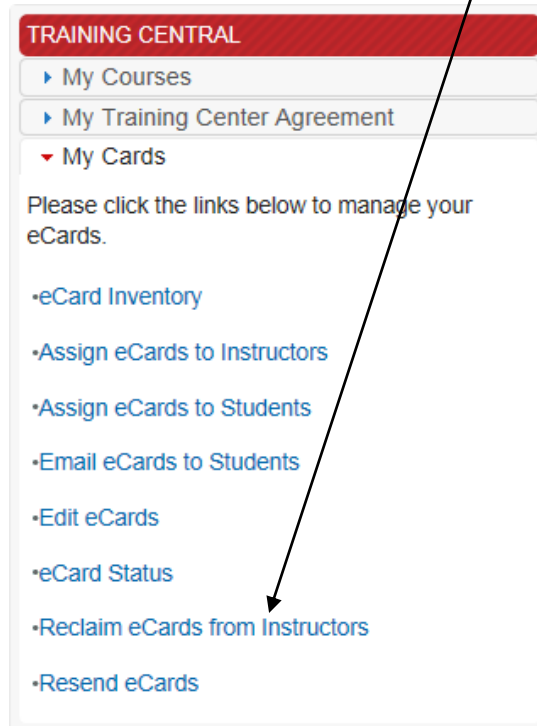 TRAINING CENTRAL
My Courses
My Training Center Agreement
My Cards
Please click the links below to manage your
eCards.
•eCard Inventory
•Assign eCards to Instructors
•Assign eCards to Students
•Email eCards to Students
•Edit eCards
•eCard Status
•Reclaim eCards from Instructors
•Resend eCards